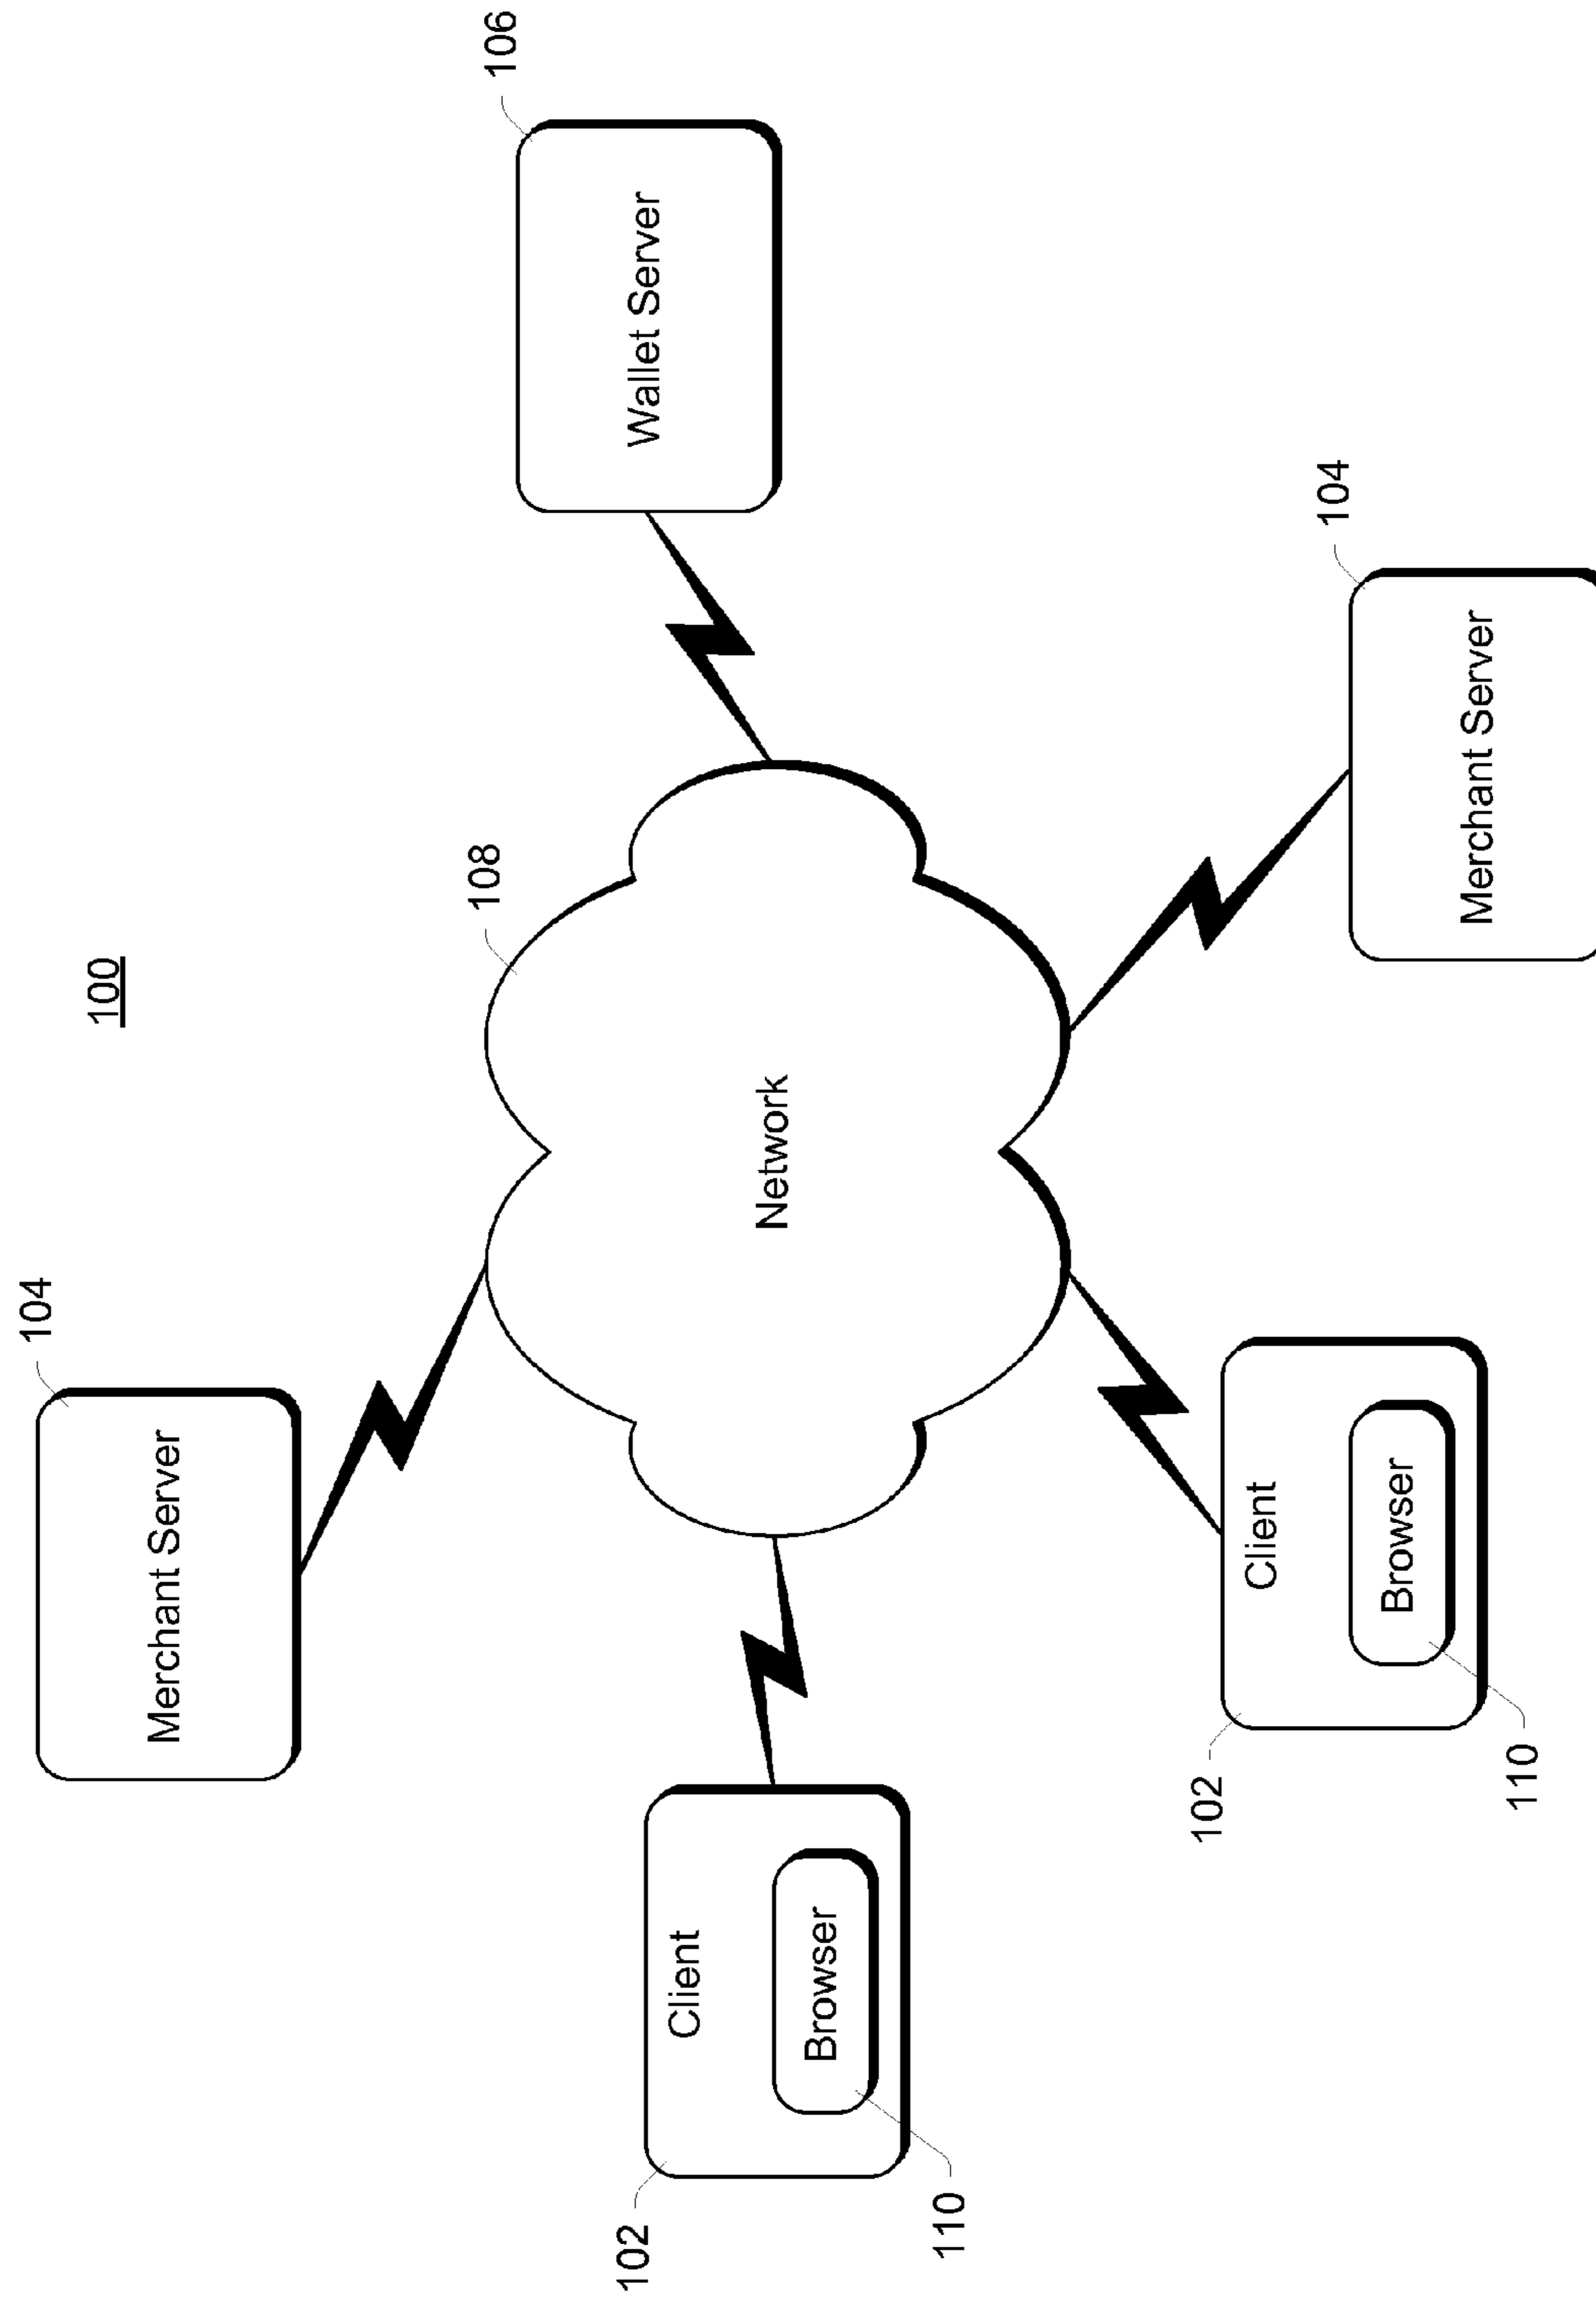 104
100
Merchant Server
108
106
102
Wallet Server
Client
Network
Browser
110
102
Client
104
Browser
Merchant Server
110